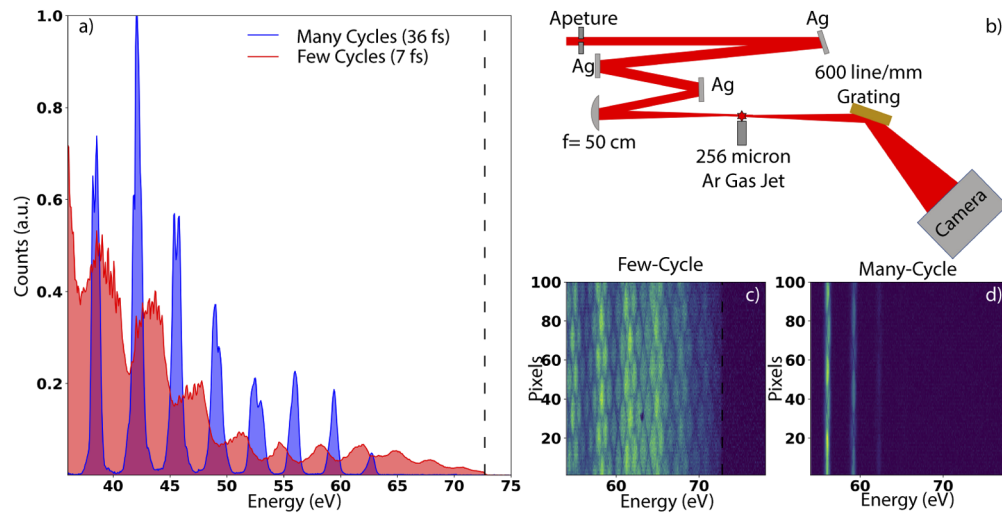 a)
Many Cycles (36 fs)
Few Cycles (7 fs)
Counts (a.u.)
1.0
0.8
0.6
0.4
0.2
40 45 50 55 60 65 70 75
Energy (eV)
b)
Apeture
Ag
Ag
Ag
600 line/mm
Grating
f= 50 cm
256 micron
Ar Gas Jet
Camera
Few-Cycle
c)
Pixels
100
80
60
40
20
60 70
Energy (eV)
Many-Cycle
d)
Pixels
100
80
60
40
20
60 70
Energy (eV)